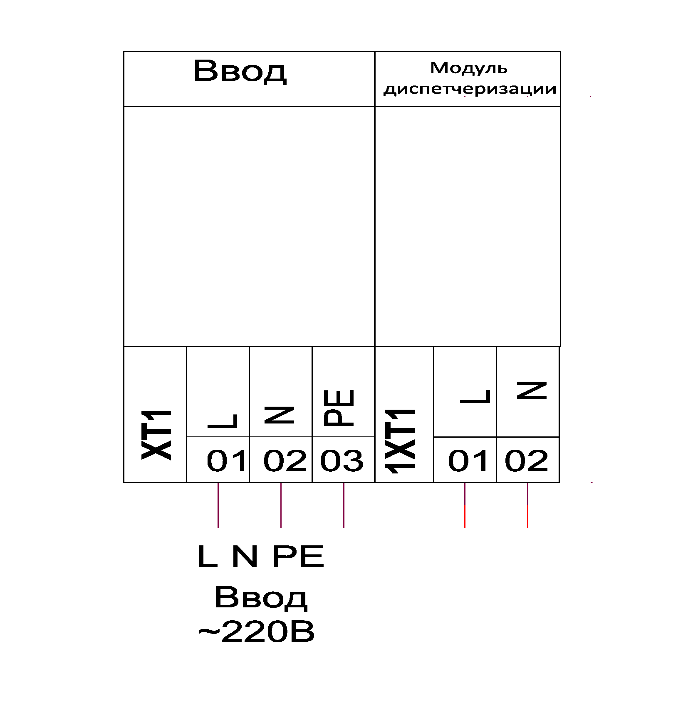 Ввод
Модуль
диспетчеризации
XT1
L
N
PE
1XT1
L
N
01
02
03
01
02
L N PE
Ввод
~220В